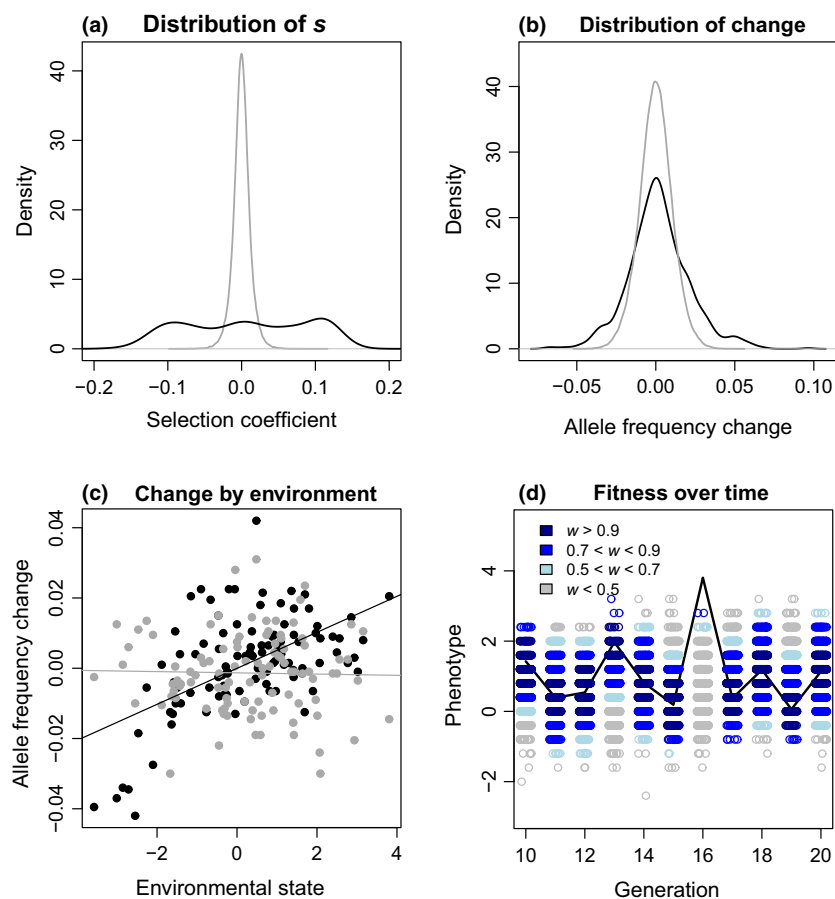 (a) Distribution of s
Density
0 10 20 30 40
−0.2 −0.1 0.0 0.1 0.2
Selection coefficient
(b) Distribution of change
Density
0 10 20 30 40
−0.05 0.00 0.05 0.10
Allele frequency change
(c) Change by environment
Allele frequency change
−0.04 −0.02 0.00 0.02 0.04
−2 0 2 4
Environmental state
(d) Fitness over time
w > 0.9
0.7 < w < 0.9
0.5 < w < 0.7
w < 0.5
Phenotype
−2 0 2 4
10 12 14 16 18 20
Generation